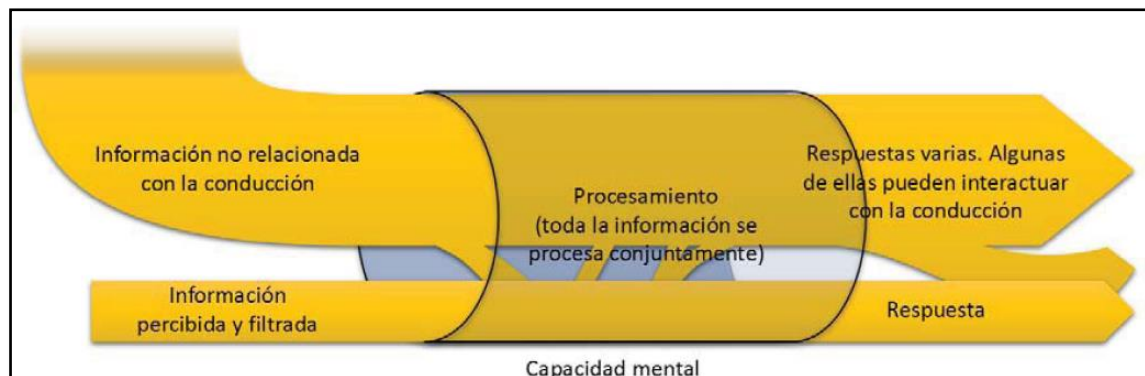 Información no relacionada
con la conducción
Procesamiento
(toda la información se
procesa conjuntamente)
Respuestas varias. Algunas
de ellas pueden interactuar
con la conducción
Información
percibida y filtrada
Respuesta
Capacidad mental